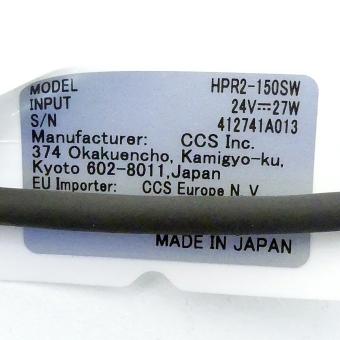 MODEL HPR2-150SW
INPUT 24V⎓27W
S/N 412741A013
Manufacturer: CCS Inc.
374 Okakuencho, Kamigyo-ku,
Kyoto 602-8011,Japan
EU Importer: CCS Europe N.V
MADE IN JAPAN